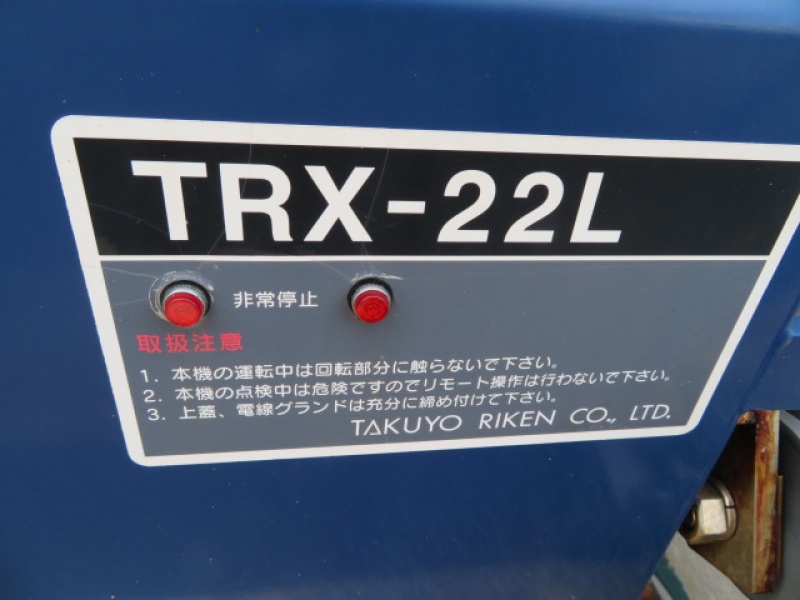 TRX-22L
非常停止
取扱注意
1. 本機の運転中は回転部分に触らないで下さい。
2. 本機の点検中は危険ですのでリモート操作は行わないで下さい。
3. 上蓋、電線グランドは充分に締め付けて下さい。
TAKUYO RIKEN CO., LTD.